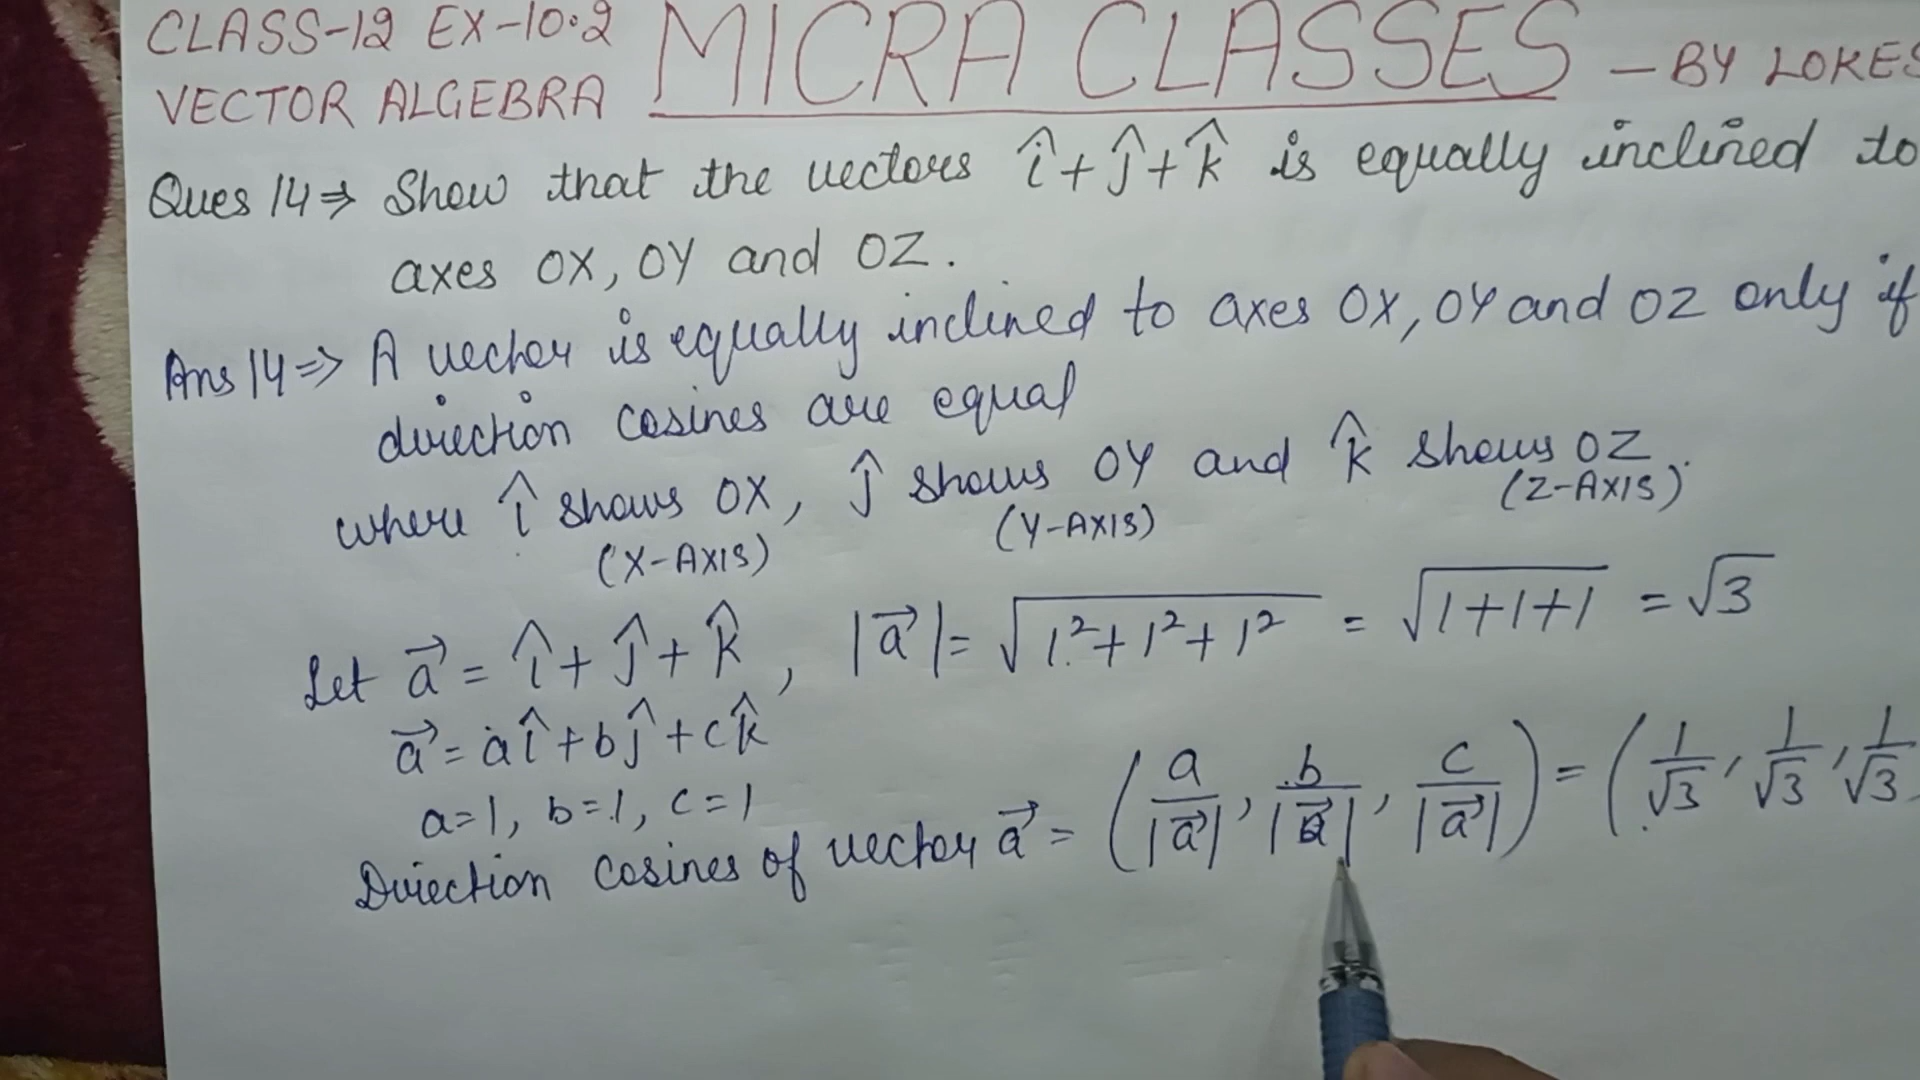 CLASS-12 EX-10.2 MICRA CLASSES - BY LOKES
VECTOR ALGEBRA
Ques 14⇒ Show that the vectors î+ĵ+k̂ is equally inclined to
axes OX, OY and OZ.
Ans 14⇒ A vector is equally inclined to axes OX, OY and OZ only if
direction cosines are equal
where î shows OX, ĵ shows OY and k̂ shows OZ.
(X-AXIS) (Y-AXIS) (Z-AXIS)
Let a⃗ = î+ĵ+k̂, |a⃗|= √(1²+1²+1²) = √(1+1+1) = √3
a⃗ = aî+bĵ+ck̂
a=1, b=1, c=1
Direction cosines of vector a⃗ = (a/|a⃗|, b/|a⃗|, c/|a⃗|) = (1/√3, 1/√3, 1/√3